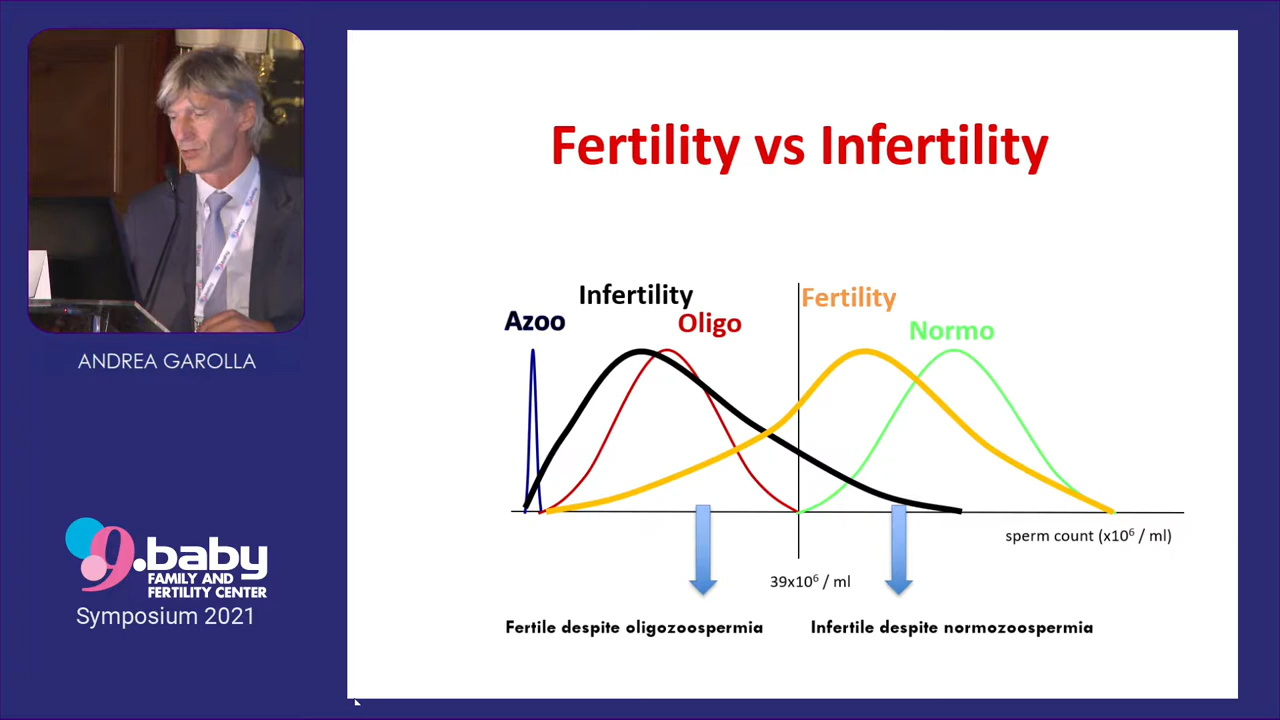 ANDREA GAROLLA
9.baby
FAMILY AND
FERTILITY CENTER
Symposium 2021
Fertility vs Infertility
Infertility
Fertility
Azoo
Oligo
Normo
sperm count (x10⁶ / ml)
39x10⁶ / ml
Fertile despite oligozoospermia
Infertile despite normozoospermia